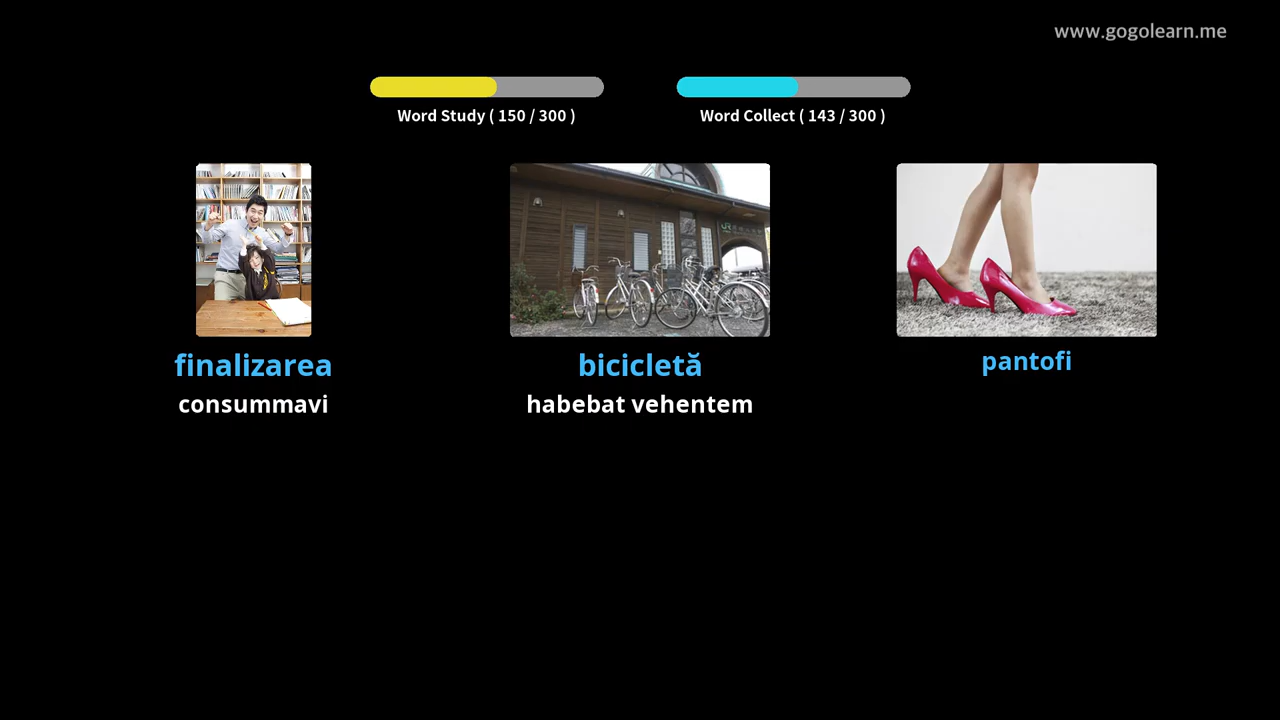 www.gogolearn.me
Word Study ( 150 / 300 )
Word Collect ( 143 / 300 )
finalizarea
consummavi
bicicletă
habebat vehentem
pantofi